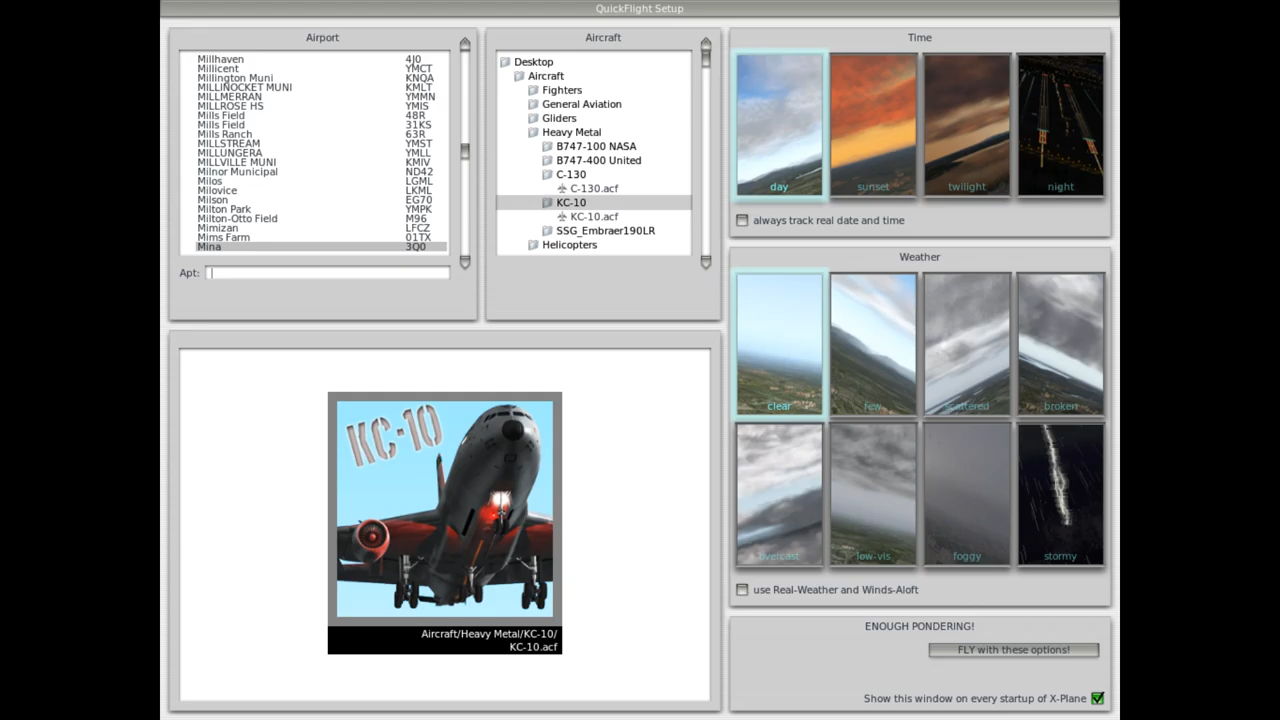 QuickFlight Setup
Airport
Millhaven 4J0
Millicent YMCT
Millington Muni KNQA
MILLINOCKET MUNI KMLT
MILLMERRAN YMMN
MILLROSE HS YMIS
Mills Field 48R
Mills Field 31KS
Mills Ranch 63R
MILLSTREAM YMST
MILLUNGERA YMLL
MILLVILLE MUNI KMIV
Milnor Municipal ND42
Milos LGML
Milovice LKML
Milson EG70
Milton Park YMPK
Milton-Otto Field M96
Mimizan LFCZ
Mims Farm 01TX
Mina 3Q0
Apt:
Aircraft
Desktop
Aircraft
Fighters
General Aviation
Gliders
Heavy Metal
B747-100 NASA
B747-400 United
C-130
C-130.acf
KC-10
KC-10.acf
SSG_Embraer190LR
Helicopters
Time
day sunset twilight night
always track real date and time
Weather
clear few scattered broken
overcast low-vis foggy stormy
use Real-Weather and Winds-Aloft
KC-10
Aircraft/Heavy Metal/KC-10/
KC-10.acf
ENOUGH PONDERING!
FLY with these options!
Show this window on every startup of X-Plane